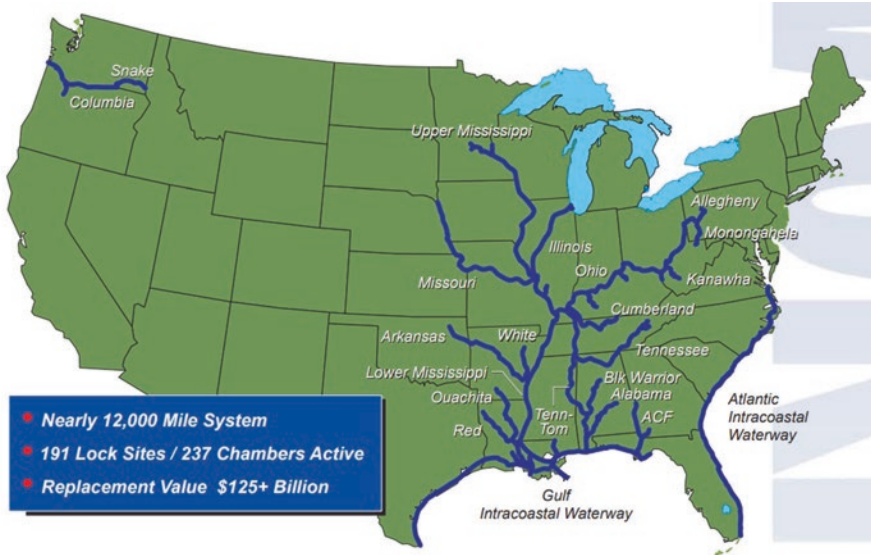 Snake
Columbia
Upper Mississippi
Allegheny
Monongahela
Illinois
Ohio
Missouri
Kanawha
Cumberland
Arkansas
White
Tennessee
Lower Mississippi
Blk Warrior
Ouachita
Alabama
Tenn-
Tom
ACF
Red
Atlantic
Intracoastal
Waterway
Gulf
Intracoastal Waterway
Nearly 12,000 Mile System
191 Lock Sites / 237 Chambers Active
Replacement Value $125+ Billion